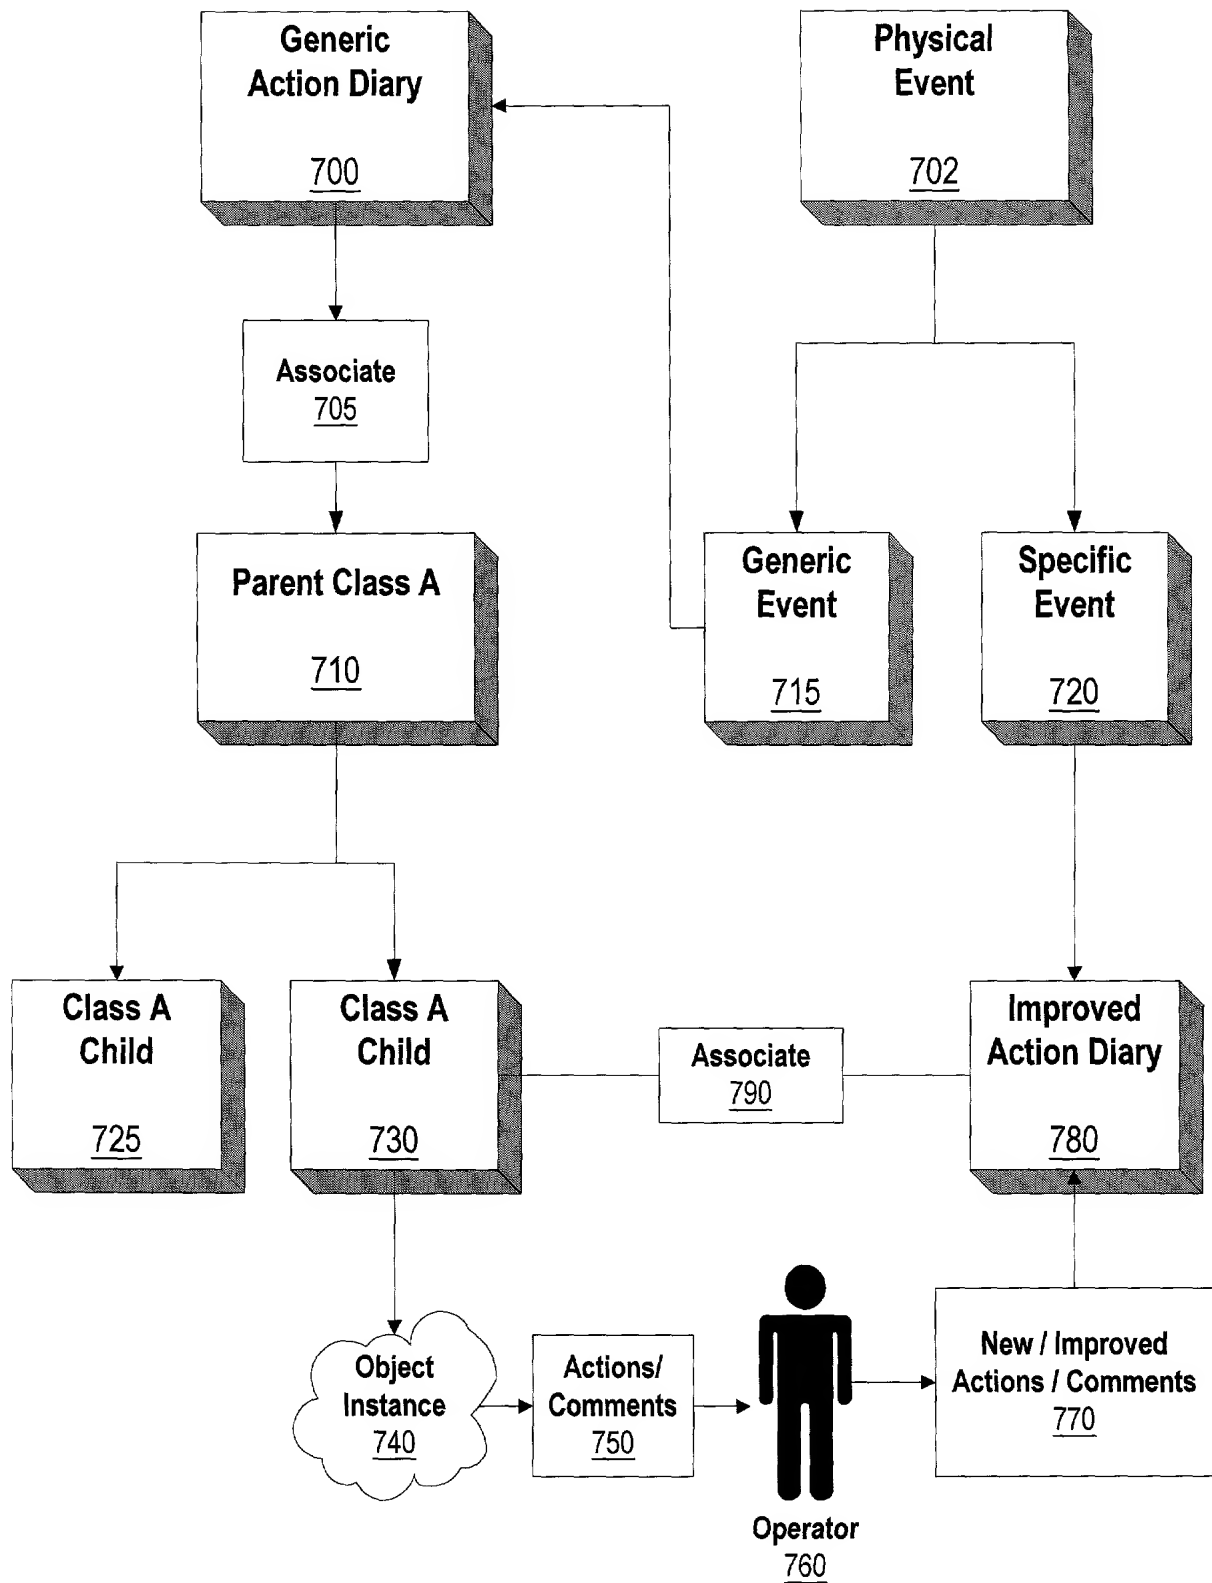 Generic
Action Diary
700
Physical
Event
702
Associate
705
Parent Class A
710
Generic
Event
715
Specific
Event
720
Class A
Child
725
Class A
Child
730
Associate
790
Improved
Action Diary
780
Object
Instance
740
Actions/
Comments
750
Operator
760
New / Improved
Actions / Comments
770